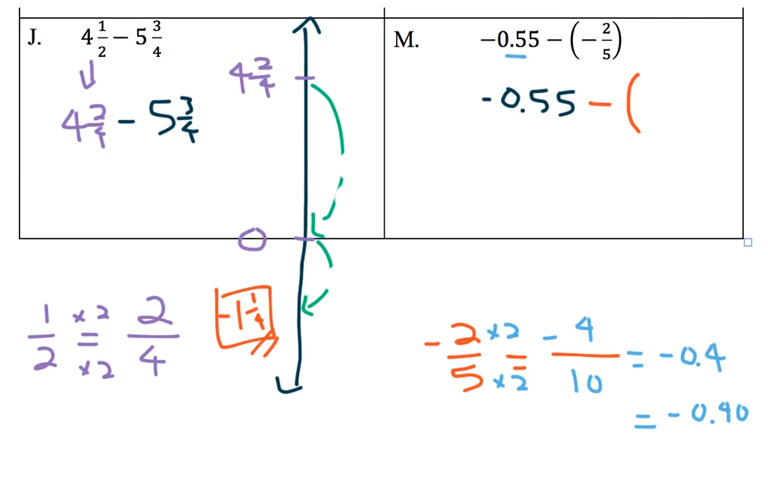 J. 4 1/2 − 5 3/4
4 2/4 - 5 3/4
4 2/4
0
1/2 ×2 = ×2 2/4
-1 1/4
M. −0.55 − (− 2/5)
-0.55 - (
- 2/5 ×2 = ×2 - 4/10 = -0.4
= -0.40